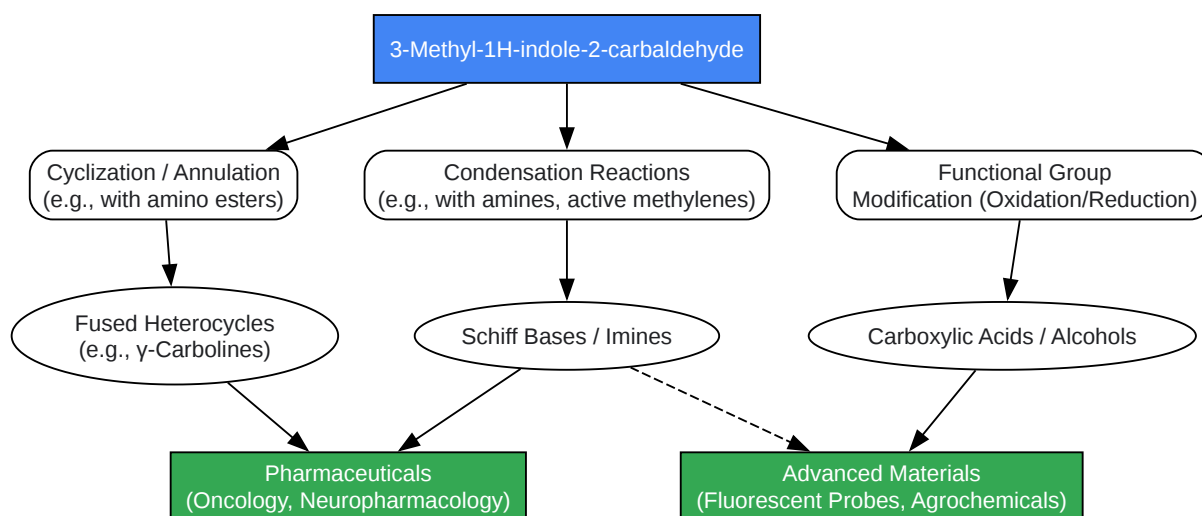 3-Methyl-1H-indole-2-carbaldehyde
Cyclization / Annulation
(e.g., with amino esters)
Condensation Reactions
(e.g., with amines, active methylenes)
Functional Group
Modification (Oxidation/Reduction)
Fused Heterocycles
(e.g., γ-Carbolines)
Schiff Bases / Imines
Carboxylic Acids / Alcohols
Pharmaceuticals
(Oncology, Neuropharmacology)
Advanced Materials
(Fluorescent Probes, Agrochemicals)